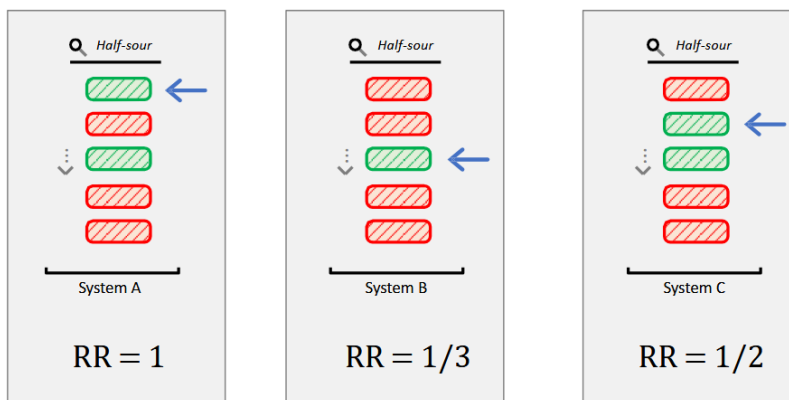 Half-sour
System A
RR = 1
Half-sour
System B
RR = 1/3
Half-sour
System C
RR = 1/2